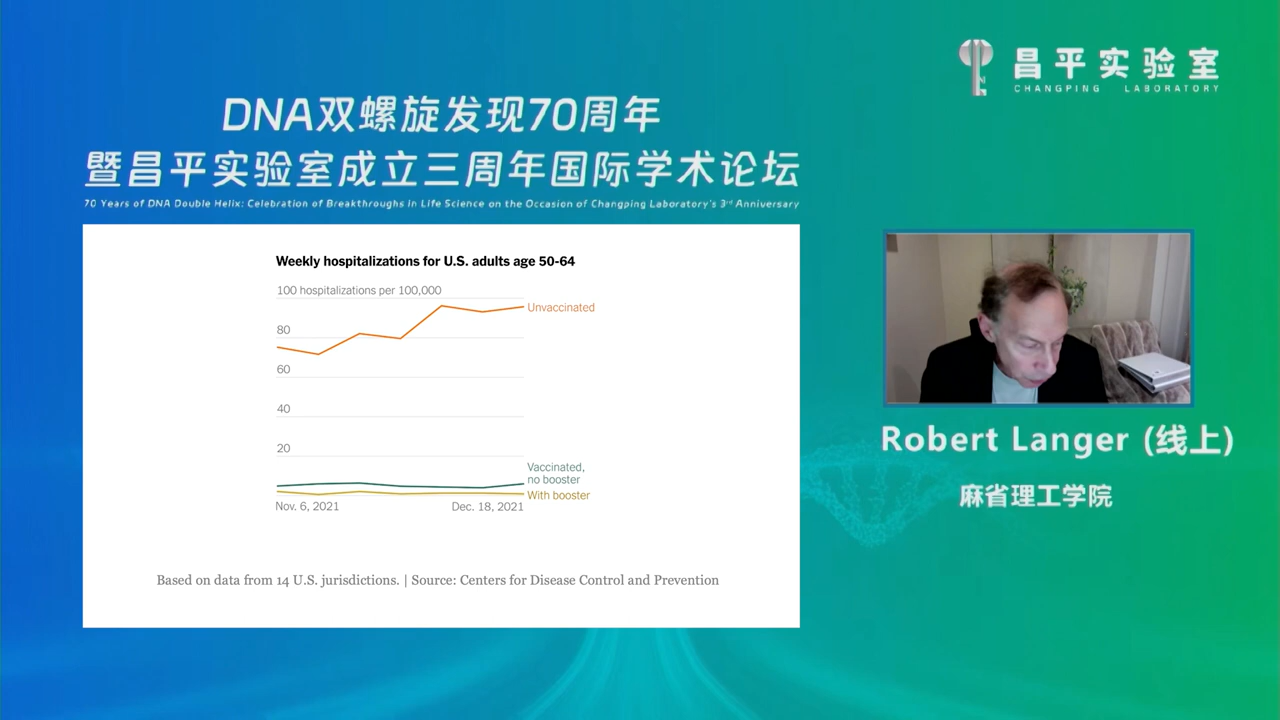 昌平实验室
CHANGPING LABORATORY
DNA双螺旋发现70周年
暨昌平实验室成立三周年国际学术论坛
70 Years of DNA Double Helix: Celebration of Breakthroughs in Life Science on the Occasion of Changping Laboratory's 3rd Anniversary
Weekly hospitalizations for U.S. adults age 50-64
100 hospitalizations per 100,000
Unvaccinated
80
60
40
20
Vaccinated,
no booster
With booster
Nov. 6, 2021
Dec. 18, 2021
Based on data from 14 U.S. jurisdictions. | Source: Centers for Disease Control and Prevention
Robert Langer (线上)
麻省理工学院